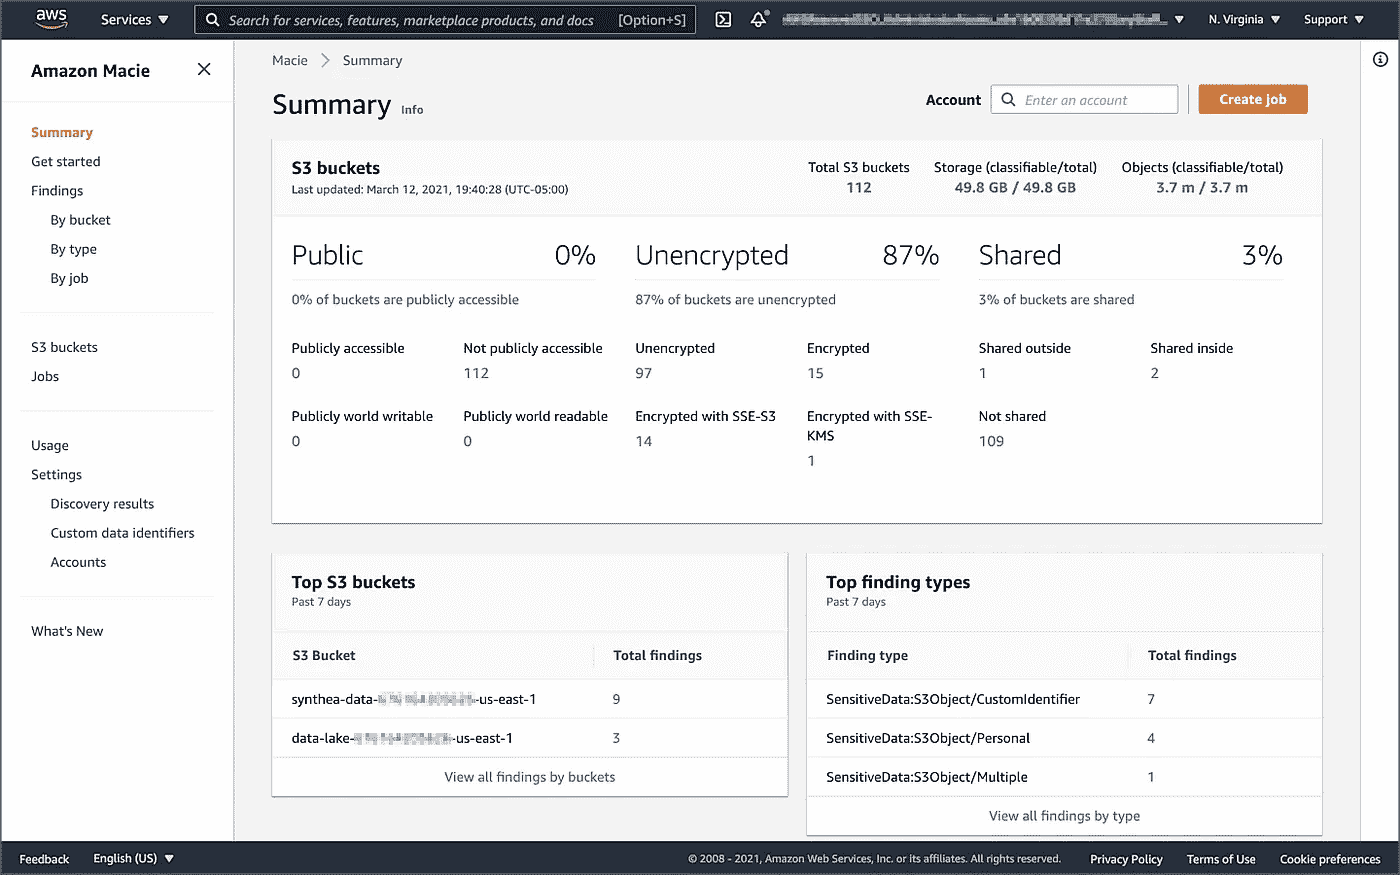 aws Services Search for services, features, marketplace products, and docs [Option+S] N. Virginia Support
Amazon Macie
Summary
Get started
Findings
By bucket
By type
By job
S3 buckets
Jobs
Usage
Settings
Discovery results
Custom data identifiers
Accounts
What's New
Macie Summary
Summary Info
Account Enter an account Create job
S3 buckets
Last updated: March 12, 2021, 19:40:28 (UTC-05:00)
Total S3 buckets
112
Storage (classifiable/total)
49.8 GB / 49.8 GB
Objects (classifiable/total)
3.7 m / 3.7 m
Public 0%
0% of buckets are publicly accessible
Publicly accessible
0
Not publicly accessible
112
Publicly world writable
0
Publicly world readable
0
Unencrypted 87%
87% of buckets are unencrypted
Unencrypted
97
Encrypted
15
Encrypted with SSE-S3
14
Encrypted with SSE-
KMS
1
Shared 3%
3% of buckets are shared
Shared outside
1
Shared inside
2
Not shared
109
Top S3 buckets
Past 7 days
S3 Bucket Total findings
synthea-data- -us-east-1 9
data-lake- -us-east-1 3
View all findings by buckets
Top finding types
Past 7 days
Finding type Total findings
SensitiveData:S3Object/CustomIdentifier 7
SensitiveData:S3Object/Personal 4
SensitiveData:S3Object/Multiple 1
View all findings by type
Feedback English (US) © 2008 - 2021, Amazon Web Services, Inc. or its affiliates. All rights reserved. Privacy Policy Terms of Use Cookie preferences